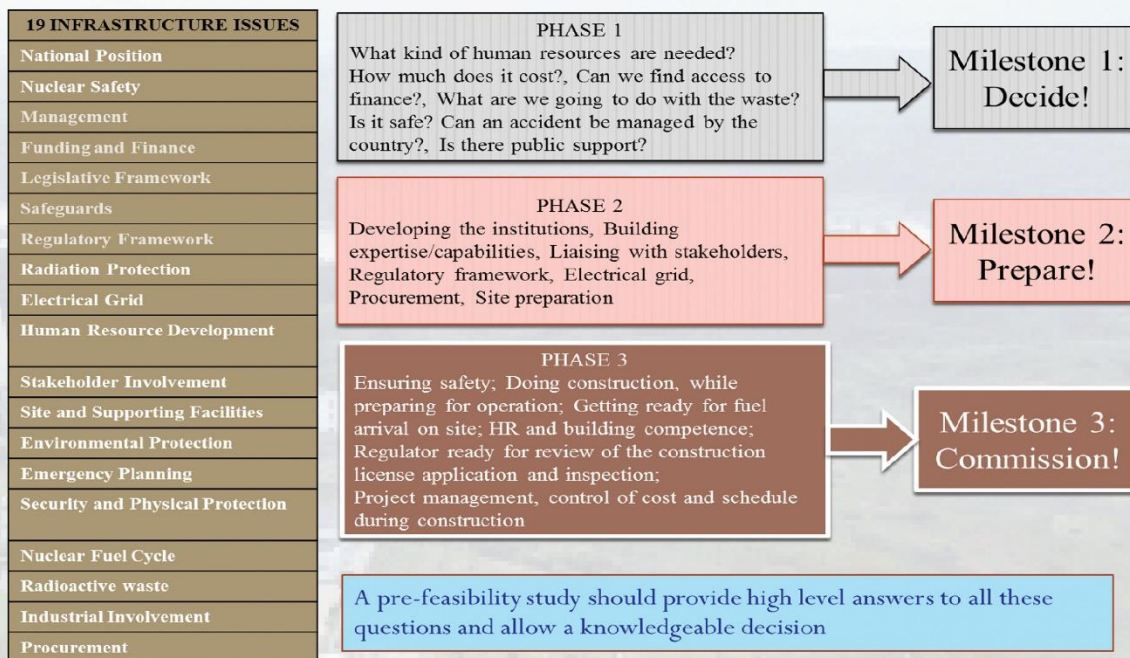 19 INFRASTRUCTURE ISSUES
National Position
Nuclear Safety
Management
Funding and Finance
Legislative Framework
Safeguards
Regulatory Framework
Radiation Protection
Electrical Grid
Human Resource Development
Stakeholder Involvement
Site and Supporting Facilities
Environmental Protection
Emergency Planning
Security and Physical Protection
Nuclear Fuel Cycle
Radioactive waste
Industrial Involvement
Procurement
PHASE 1
What kind of human resources are needed?
How much does it cost?, Can we find access to
finance?, What are we going to do with the waste?
Is it safe? Can an accident be managed by the
country?, Is there public support?
Milestone 1:
Decide!
PHASE 2
Developing the institutions, Building
expertise/capabilities, Liaising with stakeholders,
Regulatory framework, Electrical grid,
Procurement, Site preparation
Milestone 2:
Prepare!
PHASE 3
Ensuring safety; Doing construction, while
preparing for operation; Getting ready for fuel
arrival on site; HR and building competence;
Regulator ready for review of the construction
license application and inspection;
Project management, control of cost and schedule
during construction
Milestone 3:
Commission!
A pre-feasibility study should provide high level answers to all these
questions and allow a knowledgeable decision